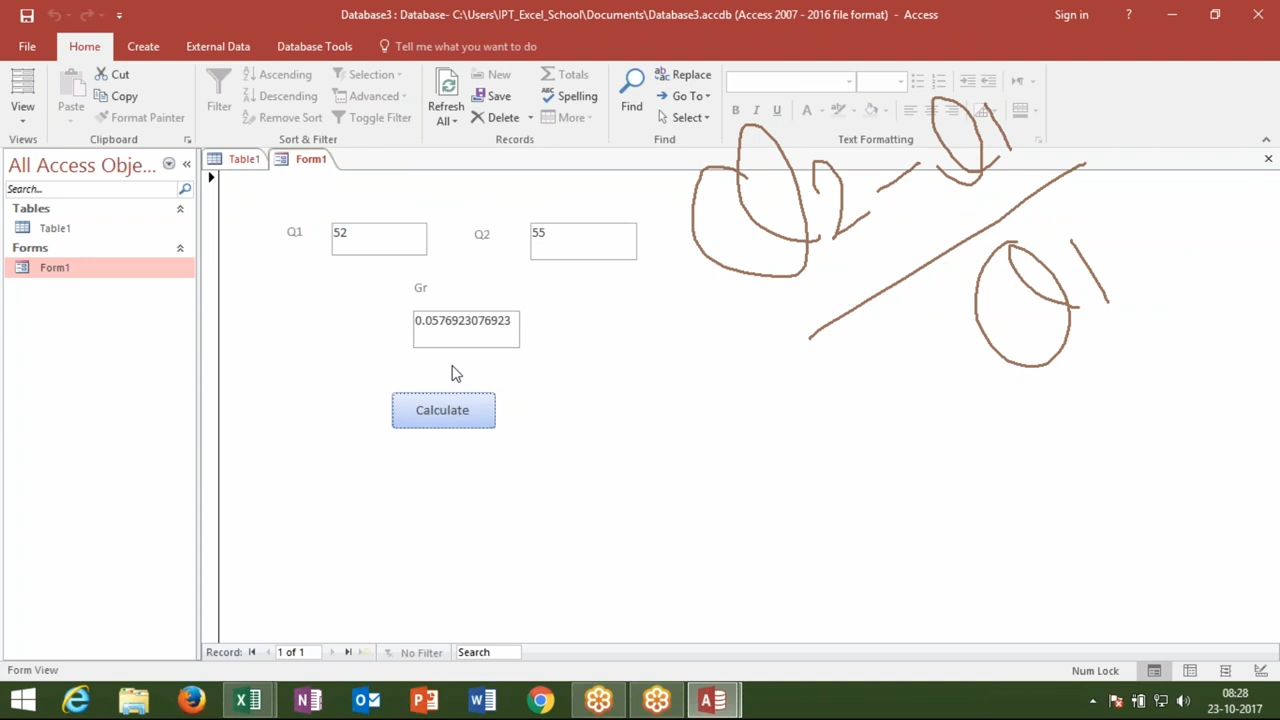 Database3 : Database- C:\Users\IPT_Excel_School\Documents\Database3.accdb (Access 2007 - 2016 file format) - Access
Sign in
?
File Home Create External Data Database Tools Tell me what you want to do
View
Views
Paste
Cut
Copy
Format Painter
Clipboard
Filter
Ascending
Descending
Remove Sort
Selection
Advanced
Toggle Filter
Sort & Filter
Refresh
All
New
Save
Delete
Totals
Spelling
More
Records
Find
Replace
Go To
Select
Find
B I U A
Text Formatting
All Access Obje...
Search...
Tables
Table1
Forms
Form1
Table1 Form1
Q1 52 Q2 55
Gr
0.0576923076923
Calculate
Q2 - Q1
/
Q1
Record: 1 of 1 No Filter Search
Form View
Num Lock
08:28
23-10-2017